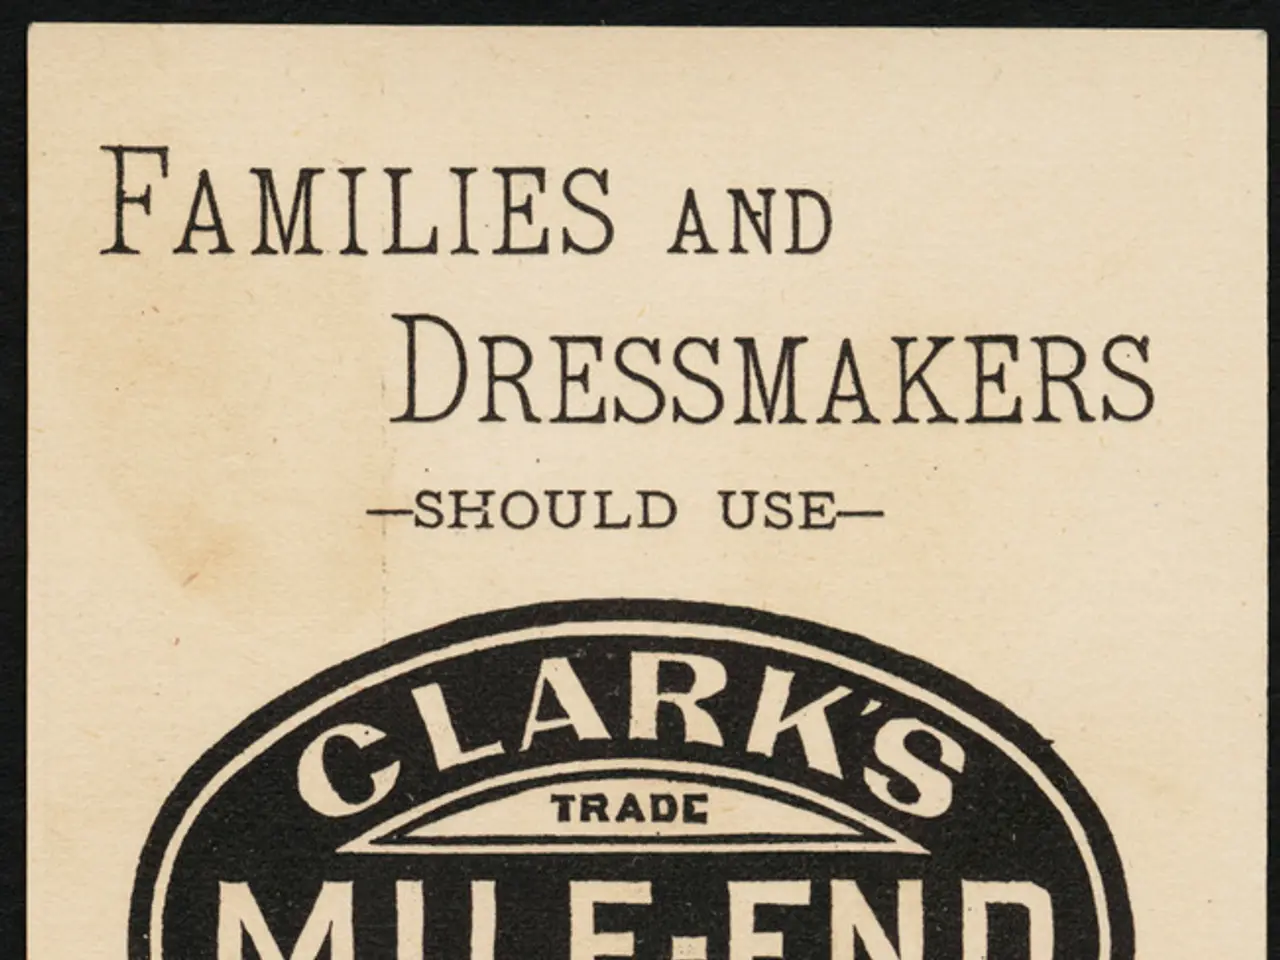 FAMILIES AND
DRESSMAKERS
—SHOULD USE—
CLARK'S
TRADE
MILE-END